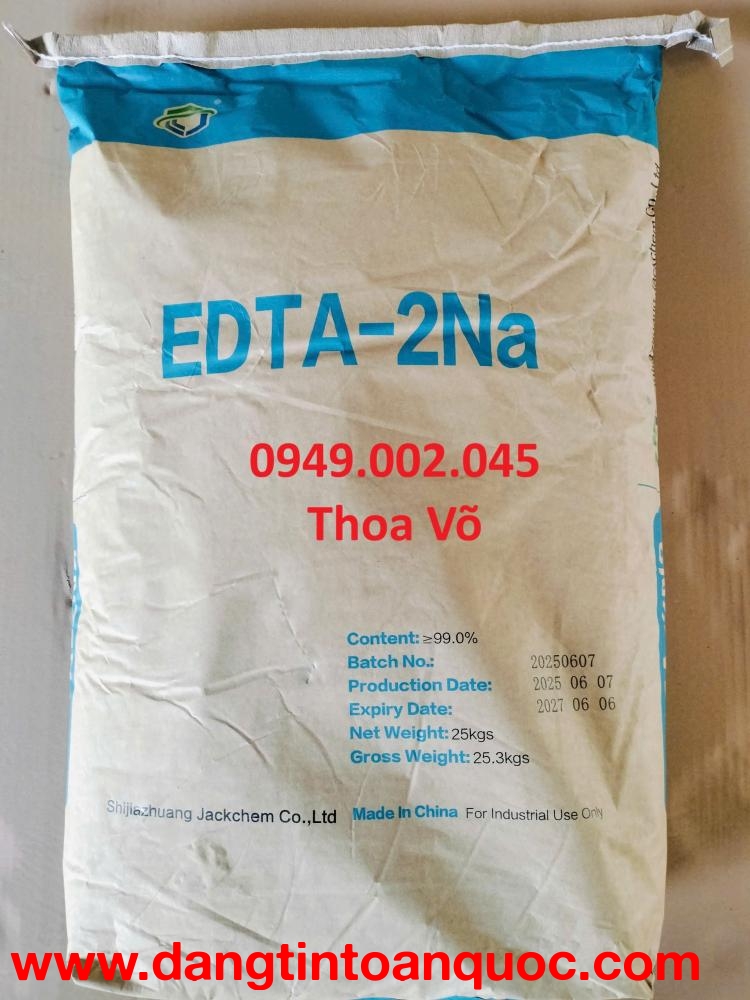 EDTA-2Na
0949.002.045
Thoa Võ
Content: ≥99.0%
Batch No.: 20250607
Production Date: 2025 06 07
Expiry Date: 2027 06 06
Net Weight: 25kgs
Gross Weight: 25.3kgs
Shijiazhuang Jackchem Co.,Ltd Made In China For Industrial Use Only
www.dangtintoanquoc.com